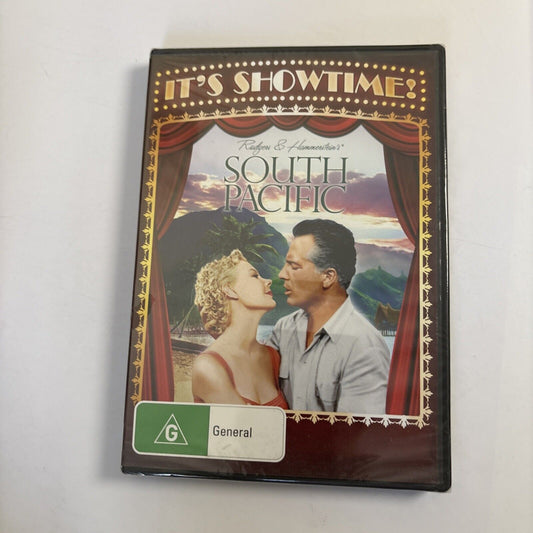 IT'S SHOWTIME!
Rodgers & Hammerstein's
SOUTH
PACIFIC
G
General